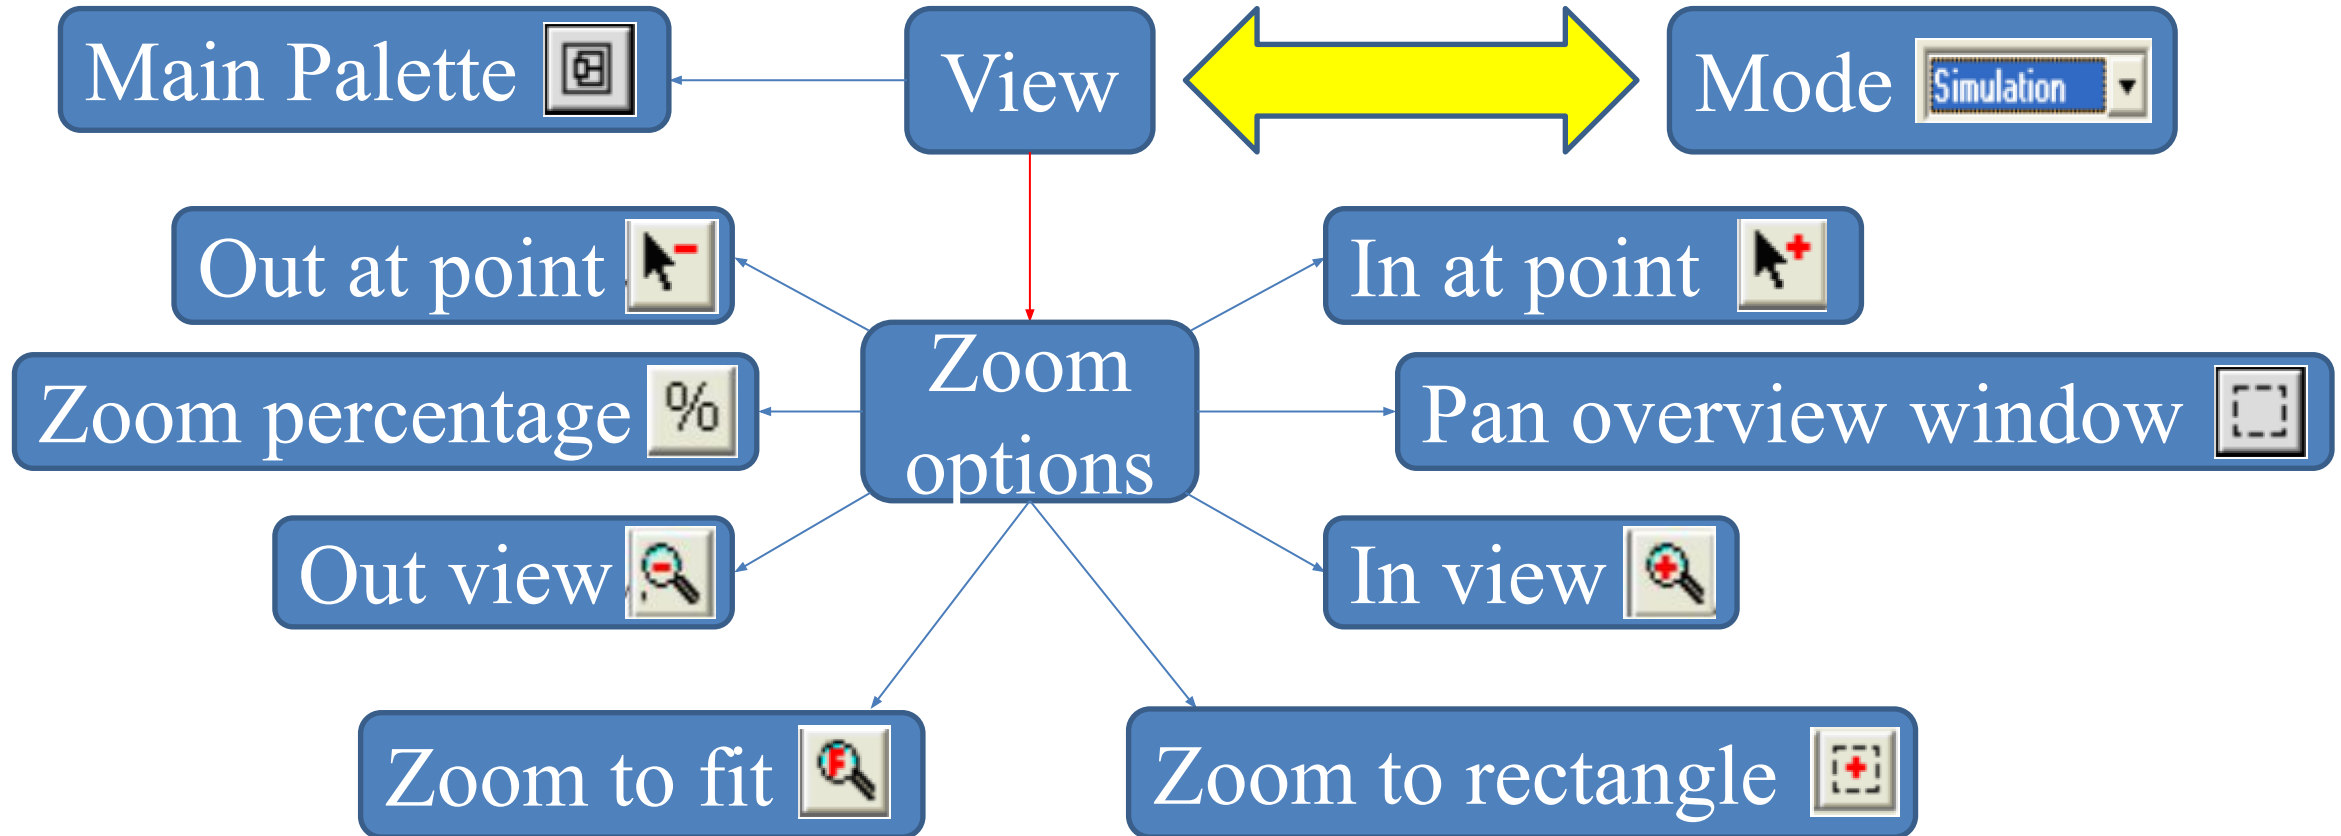 Main Palette
View
Mode
Simulation
Out at point
In at point
Zoom
options
Zoom percentage
%
Pan overview window
Out view
In view
Zoom to fit
F
Zoom to rectangle